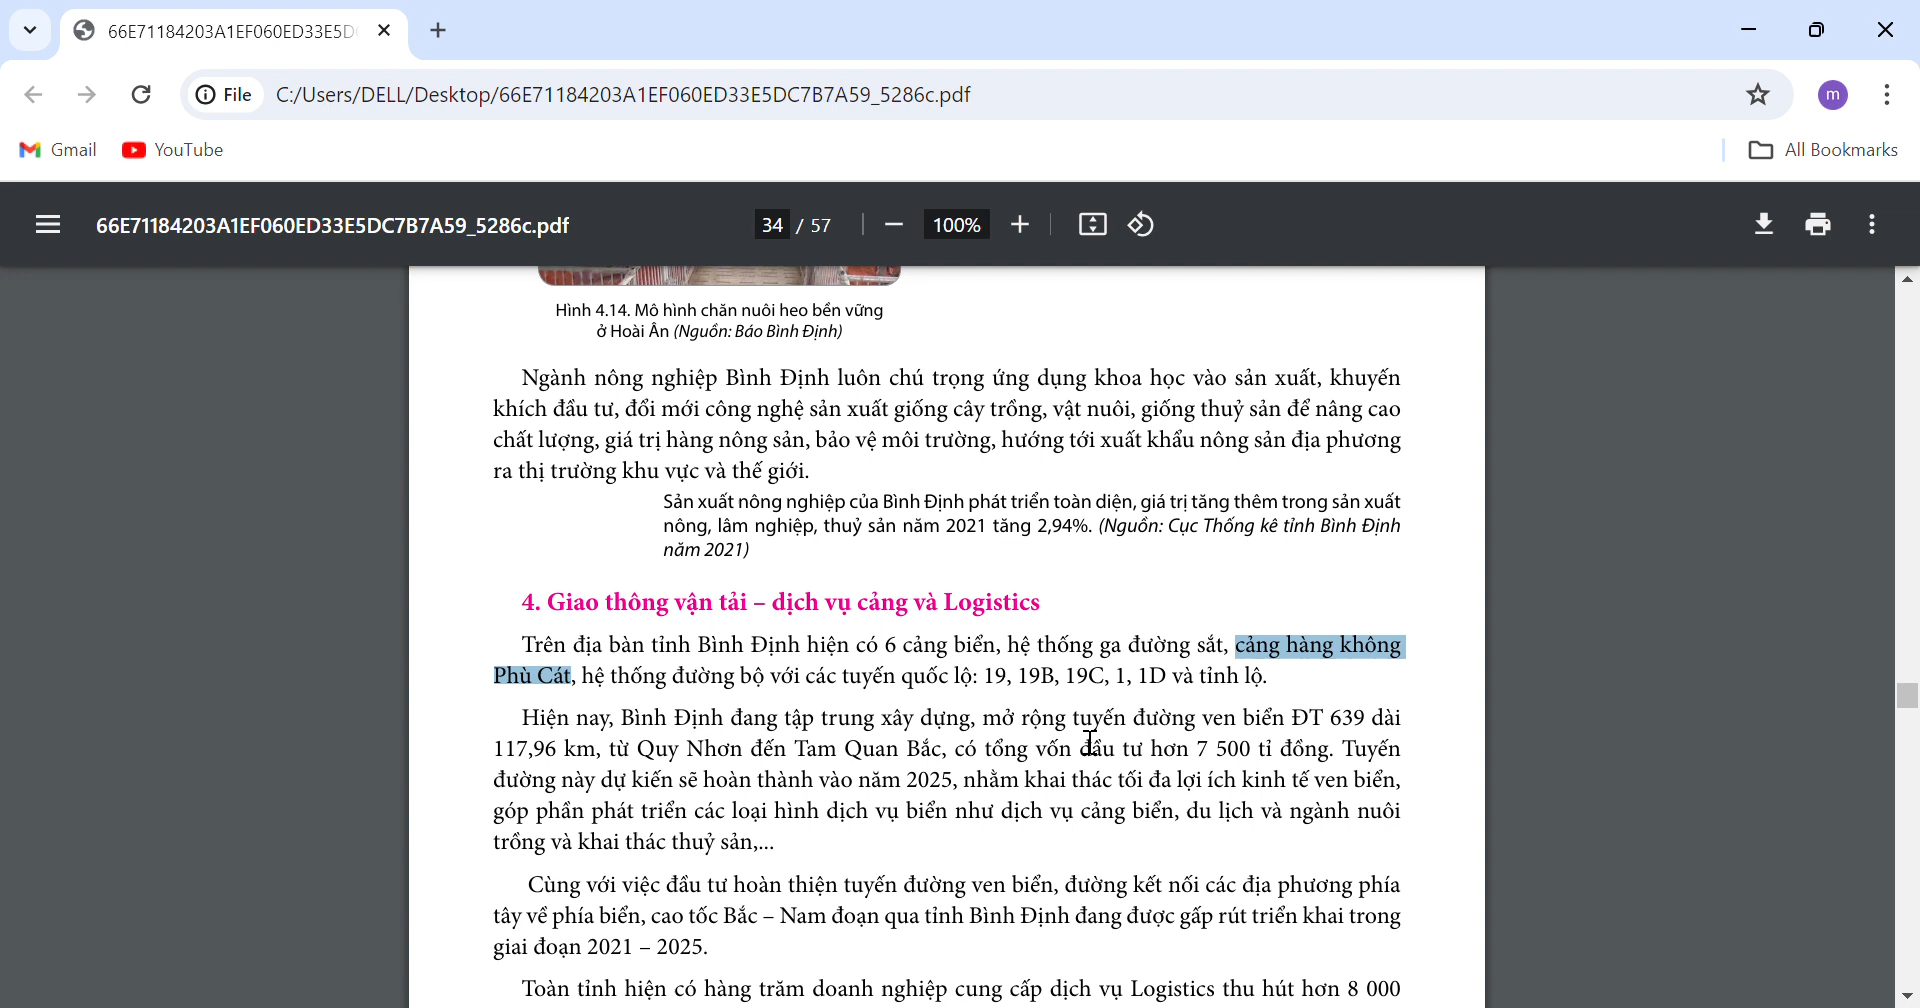 66E71184203A1EF060ED33E5D
File
C:/Users/DELL/Desktop/66E71184203A1EF060ED33E5DC7B7A59_5286c.pdf
m
Gmail
YouTube
All Bookmarks
66E71184203A1EF060ED33E5DC7B7A59_5286c.pdf
34 / 57
100%
Hình 4.14. Mô hình chăn nuôi heo bền vững
ở Hoài Ân (Nguồn: Báo Bình Định)
Ngành nông nghiệp Bình Định luôn chú trọng ứng dụng khoa học vào sản xuất, khuyến
khích đầu tư, đổi mới công nghệ sản xuất giống cây trồng, vật nuôi, giống thuỷ sản để nâng cao
chất lượng, giá trị hàng nông sản, bảo vệ môi trường, hướng tới xuất khẩu nông sản địa phương
ra thị trường khu vực và thế giới.
Sản xuất nông nghiệp của Bình Định phát triển toàn diện, giá trị tăng thêm trong sản xuất
nông, lâm nghiệp, thuỷ sản năm 2021 tăng 2,94%. (Nguồn: Cục Thống kê tỉnh Bình Định
năm 2021)
4. Giao thông vận tải – dịch vụ cảng và Logistics
Trên địa bàn tỉnh Bình Định hiện có 6 cảng biển, hệ thống ga đường sắt, cảng hàng không
Phù Cát, hệ thống đường bộ với các tuyến quốc lộ: 19, 19B, 19C, 1, 1D và tỉnh lộ.
Hiện nay, Bình Định đang tập trung xây dựng, mở rộng tuyến đường ven biển ĐT 639 dài
117,96 km, từ Quy Nhơn đến Tam Quan Bắc, có tổng vốn đầu tư hơn 7 500 tỉ đồng. Tuyến
đường này dự kiến sẽ hoàn thành vào năm 2025, nhằm khai thác tối đa lợi ích kinh tế ven biển,
góp phần phát triển các loại hình dịch vụ biển như dịch vụ cảng biển, du lịch và ngành nuôi
trồng và khai thác thuỷ sản,...
Cùng với việc đầu tư hoàn thiện tuyến đường ven biển, đường kết nối các địa phương phía
tây về phía biển, cao tốc Bắc – Nam đoạn qua tỉnh Bình Định đang được gấp rút triển khai trong
giai đoạn 2021 – 2025.
Toàn tỉnh hiện có hàng trăm doanh nghiệp cung cấp dịch vụ Logistics thu hút hơn 8 000